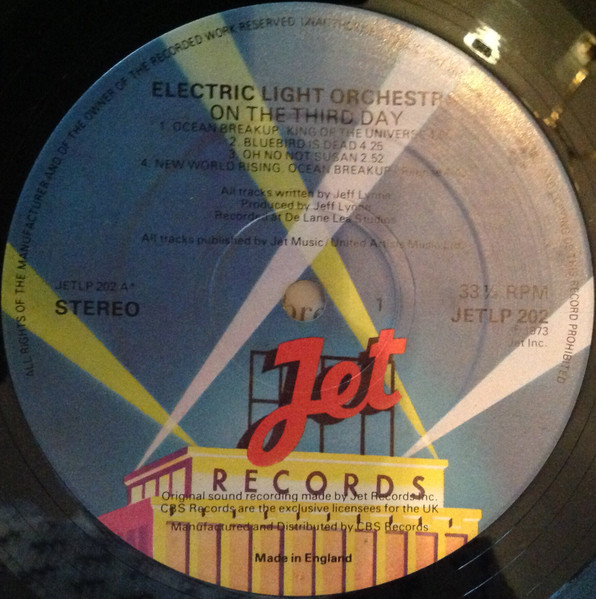 ALL RIGHTS OF THE MANUFACTURER AND OF THE OWNER OF THE RECORDED WORK RESERVED
RECORD PROHIBITED
ELECTRIC LIGHT ORCHESTRA
ON THE THIRD DAY
1. OCEAN BREAKUP. KING OF THE UNIVERSE
2. BLUEBIRD IS DEAD 4.25
3. OH NO NOT SUSAN 2.52
4. NEW WORLD RISING. OCEAN BREAKUP
All tracks written by Jeff Lynne
Produced by Jeff Lynne
Recorded at De Lane Lea Studios
All tracks published by Jet Music/United Artists Music Ltd.
JETLP 202.A*
STEREO
1
33⅓ RPM
JETLP 202
℗ 1973
Jet Inc.
Jet
RECORDS
Original sound recording made by Jet Records Inc.
CBS Records are the exclusive licensees for the UK
Manufactured and Distributed by CBS Records
Made in England